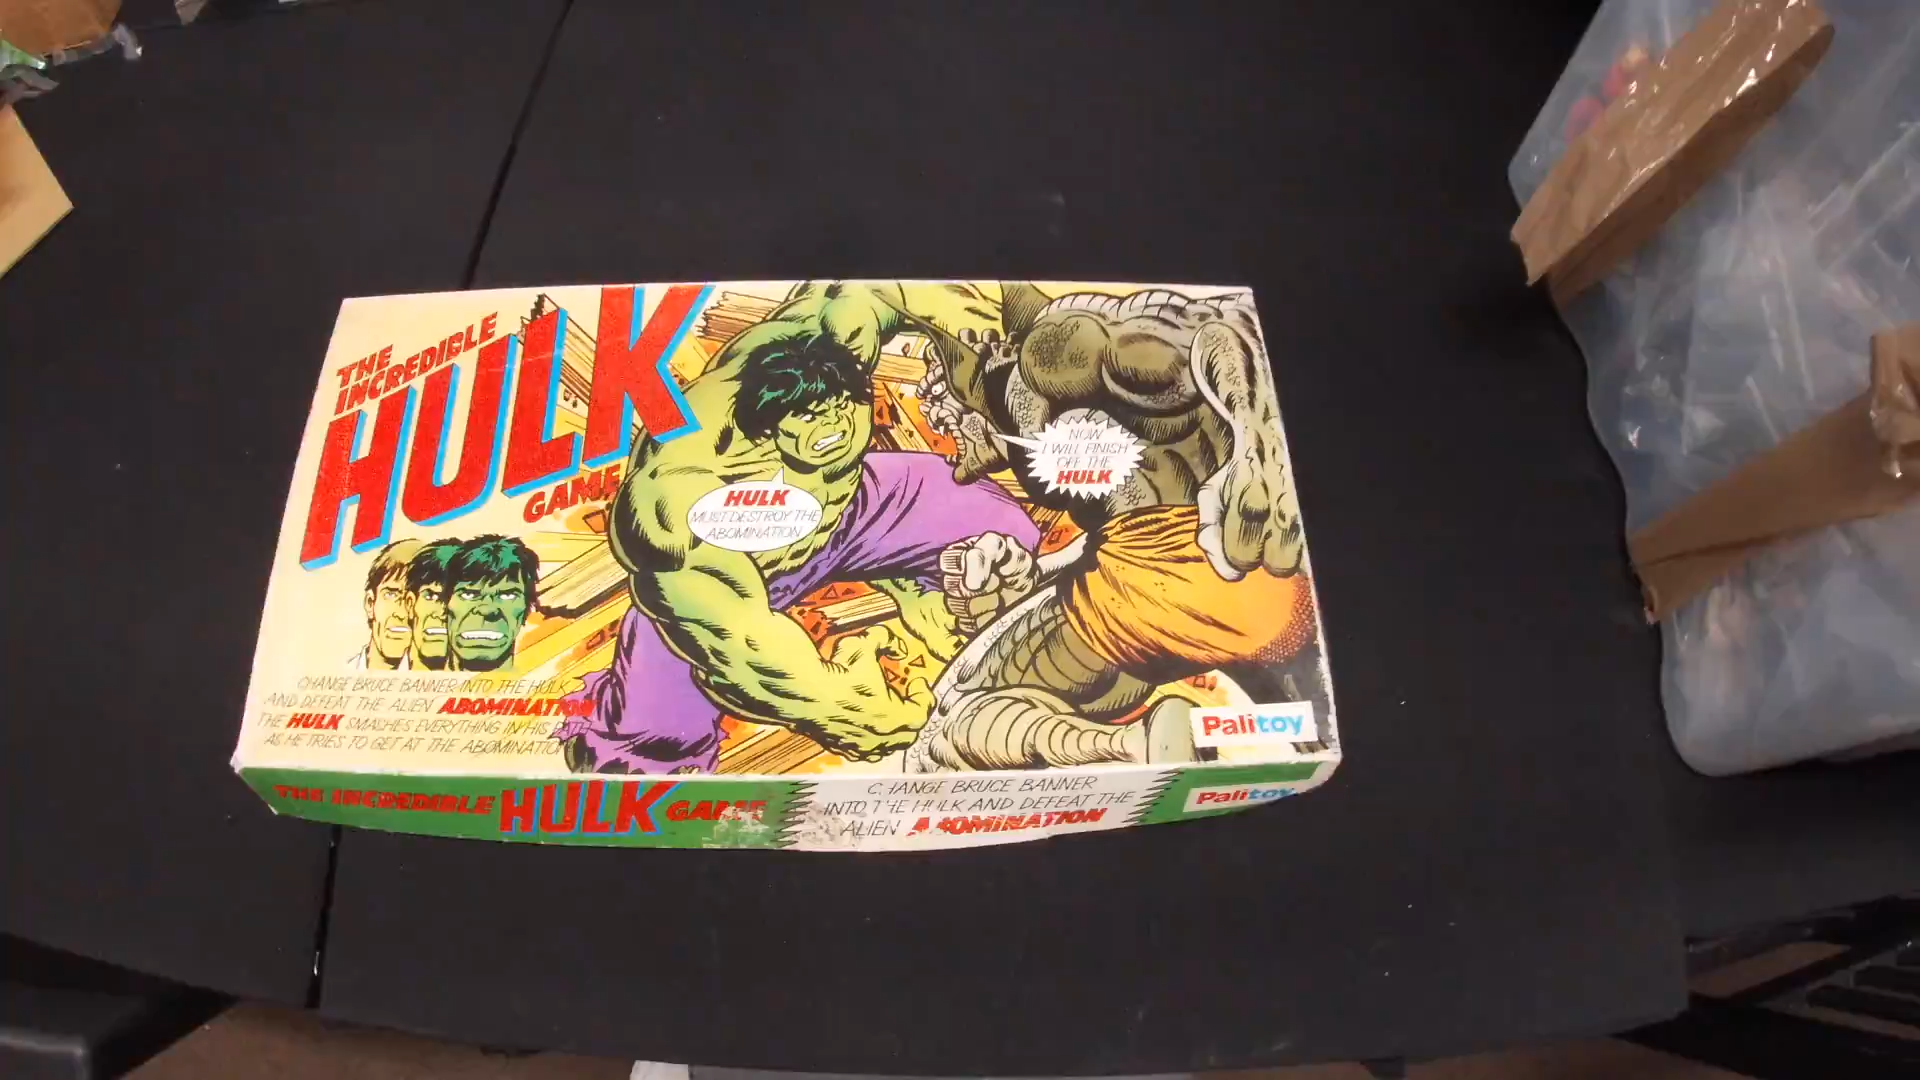 THE
INCREDIBLE
HULK
GAME
HULK
MUST DESTROY THE
ABOMINATION
NOW
I WILL FINISH
OFF THE
HULK
CHANGE BRUCE BANNER INTO THE HULK
AND DEFEAT THE ALIEN ABOMINATION
THE HULK SMASHES EVERYTHING IN HIS PATH
AS HE TRIES TO GET AT THE ABOMINATION
Palitoy
THE INCREDIBLE HULK GAME
CHANGE BRUCE BANNER
INTO THE HULK AND DEFEAT THE
ALIEN ABOMINATION
Palitoy